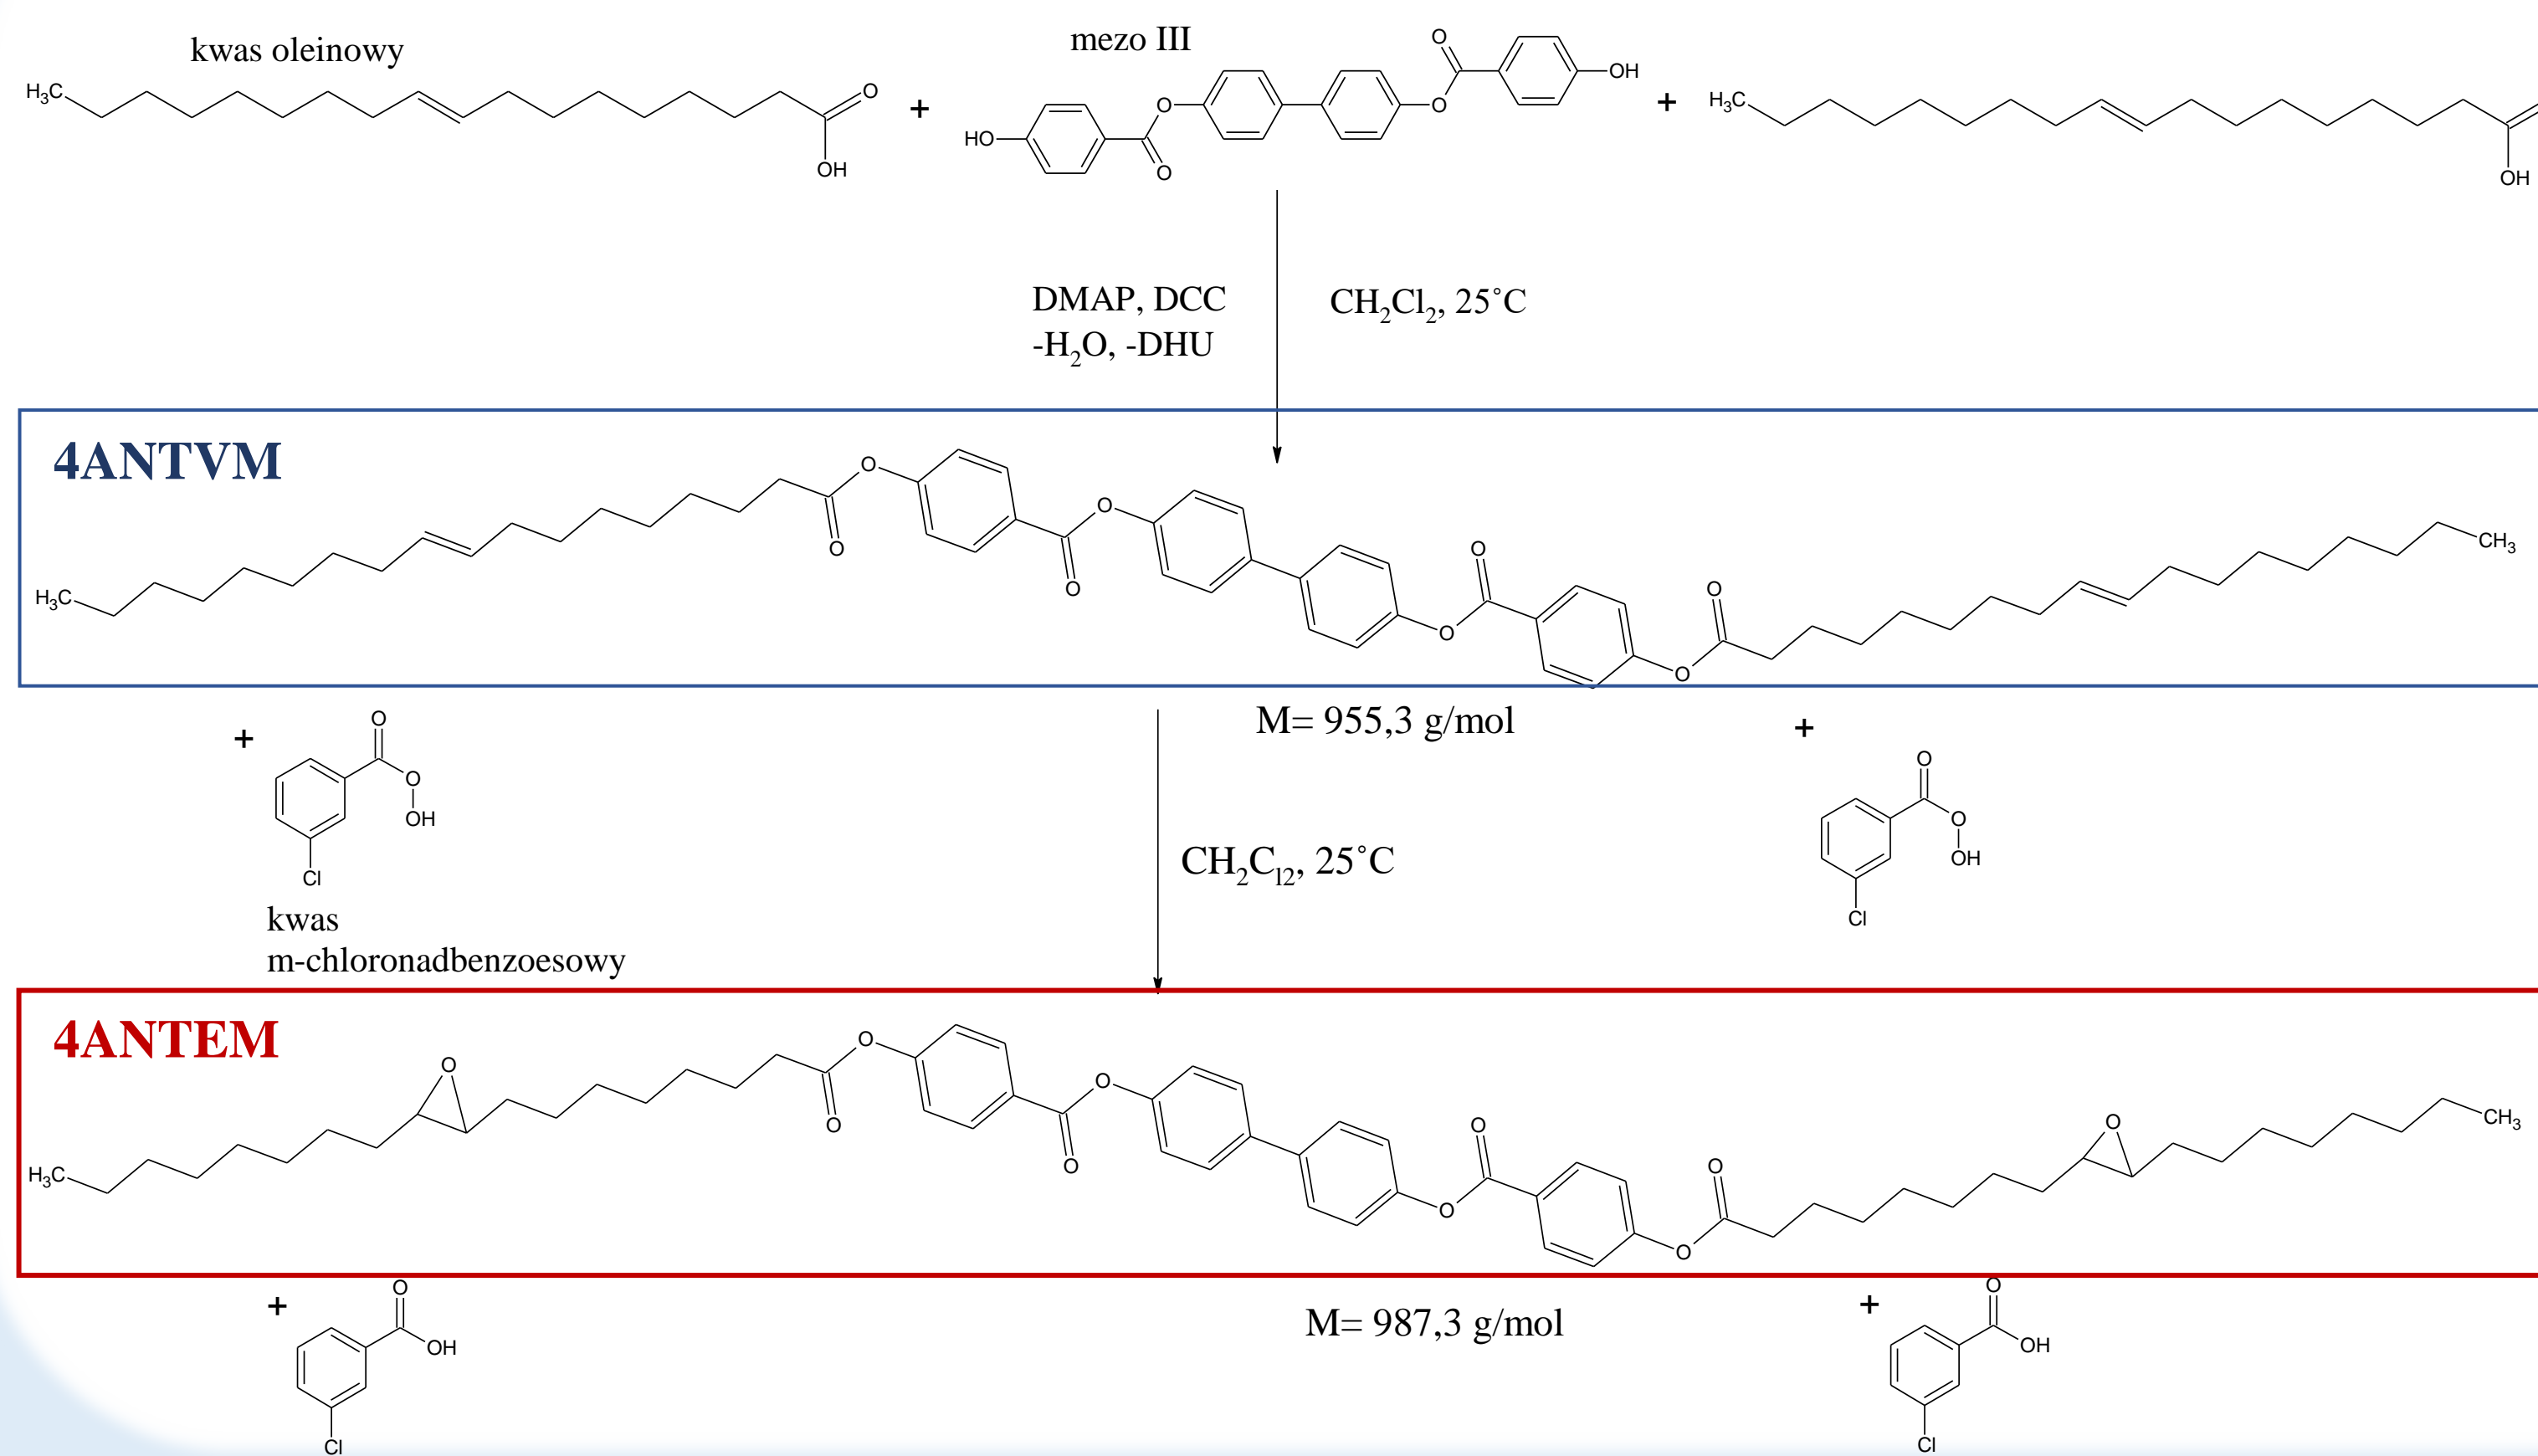 kwas oleinowy
mezo III
H₃C
O
OH
+
HO
O
O
O
O
OH
+
H₃C
OH
DMAP, DCC
-H₂O, -DHU
CH₂Cl₂, 25˚C
4ANTVM
H₃C
O
O
O
O
O
O
O
O
CH₃
M= 955,3 g/mol
+
O
O
OH
Cl
kwas
m-chloronadbenzoesowy
CH₂C₁₂, 25˚C
+
O
O
OH
Cl
4ANTEM
H₃C
O
O
O
O
O
O
O
O
O
O
CH₃
M= 987,3 g/mol
+
O
OH
Cl
+
O
OH
Cl